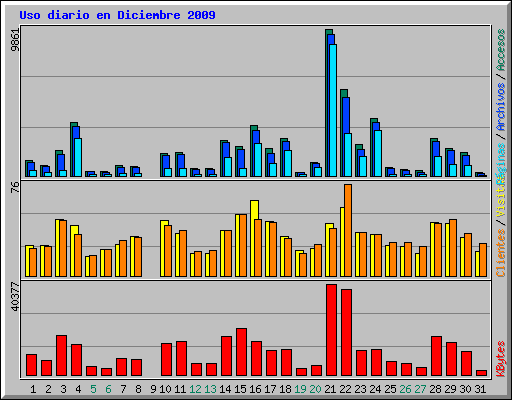 Uso diario en Diciembre 2009
9861
76
40377
Accesos
/ Archivos /
Páginas
Clientes / Visitas
KBytes
1 2 3 4 5 6 7 8 9 10 11 12 13 14 15 16 17 18 19 20 21 22 23 24 25 26 27 28 29 30 31